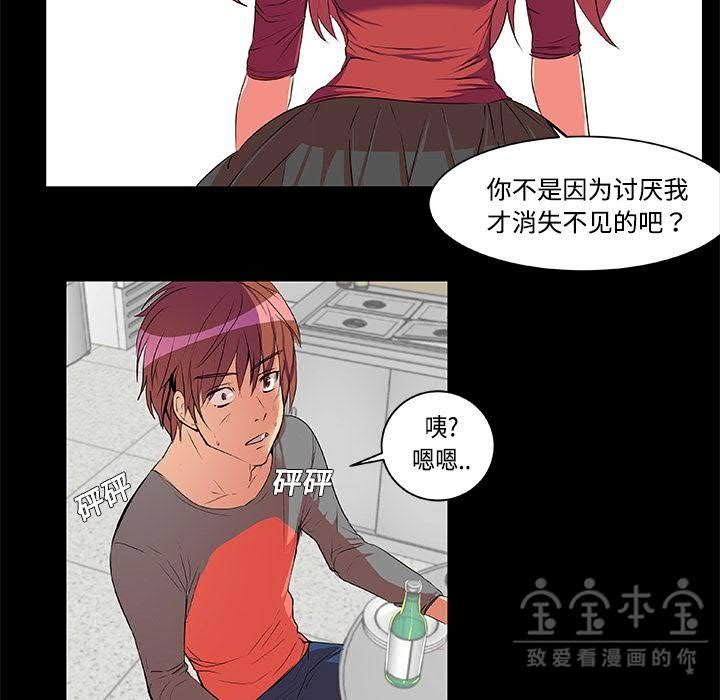 你不是因为讨厌我
才消失不见的吧？
咦?
嗯嗯..
砰砰
砰砰
宝宝本宝
致爱看漫画的你